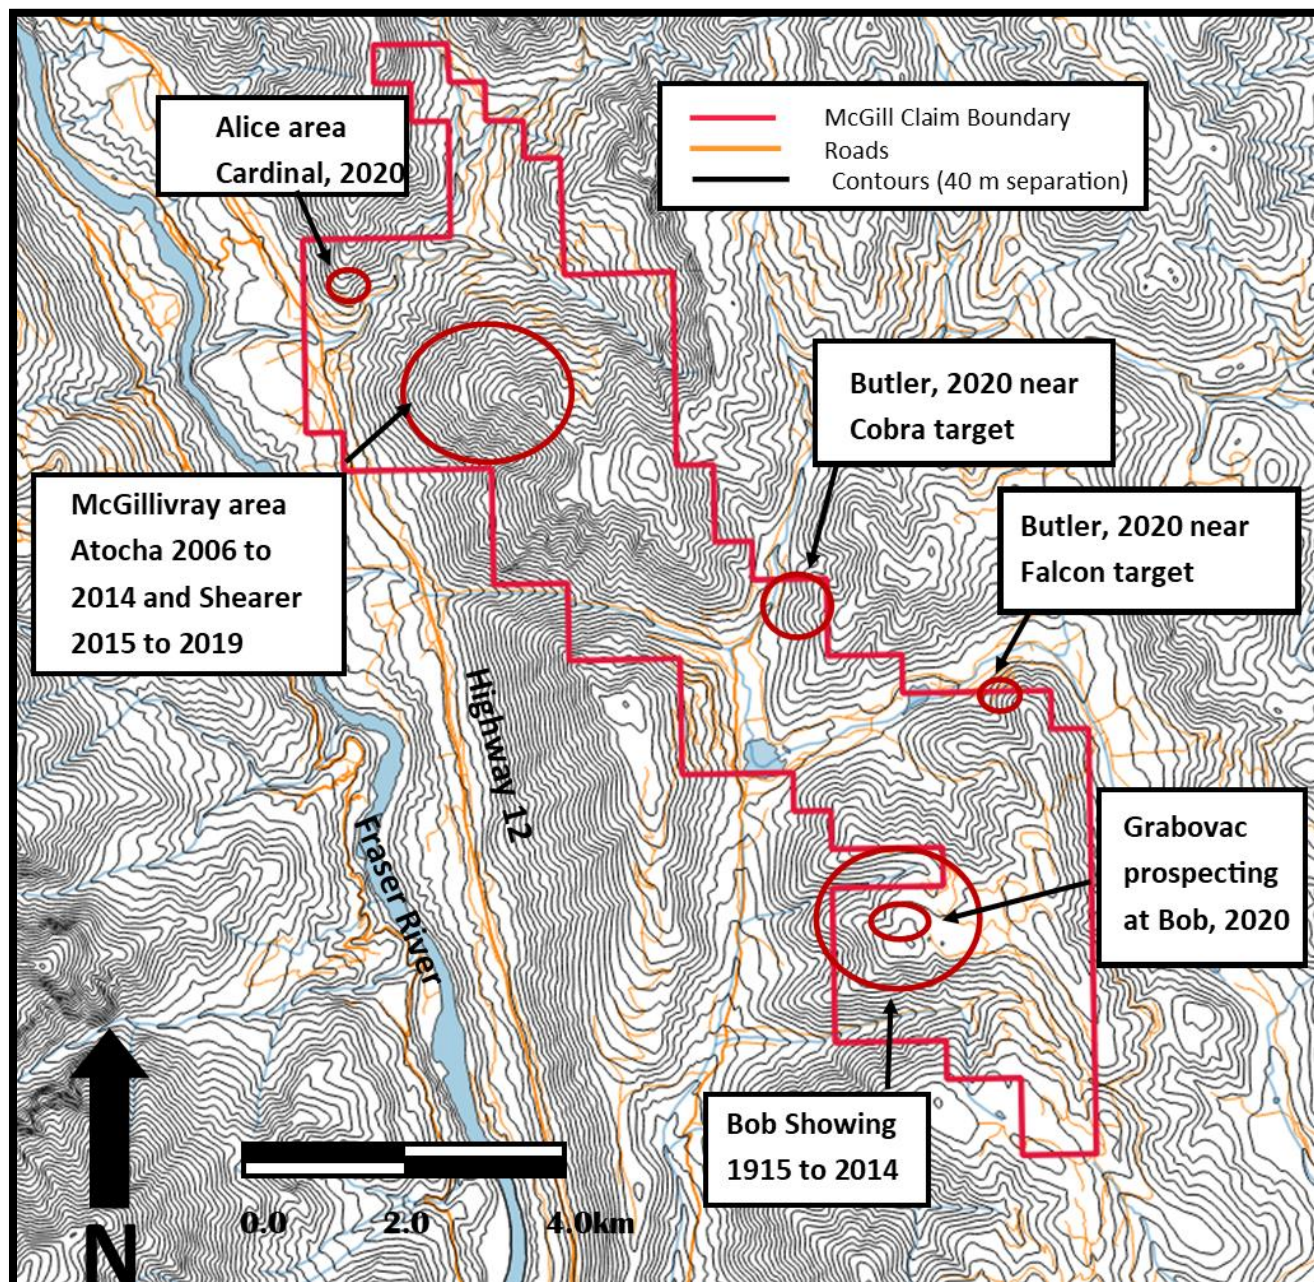 Alice area
Cardinal, 2020
McGill Claim Boundary
Roads
Contours (40 m separation)
Butler, 2020 near
Cobra target
McGillivray area
Atocha 2006 to
2014 and Shearer
2015 to 2019
Butler, 2020 near
Falcon target
Highway 12
Fraser River
Grabovac
prospecting
at Bob, 2020
Bob Showing
1915 to 2014
0.0 2.0 4.0km
N